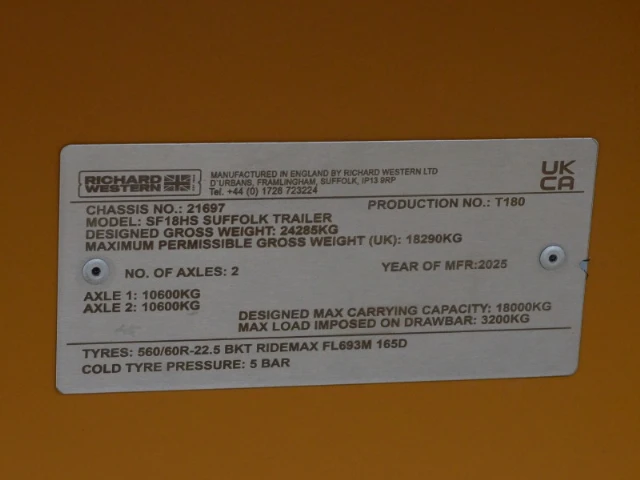 RICHARD WESTERN
MANUFACTURED IN ENGLAND BY RICHARD WESTERN LTD
D'URBANS, FRAMLINGHAM, SUFFOLK, IP13 9RP
Tel. +44 (0) 1728 723224
UK CA
CHASSIS NO.: 21697 PRODUCTION NO.: T180
MODEL: SF18HS SUFFOLK TRAILER
DESIGNED GROSS WEIGHT: 24285KG
MAXIMUM PERMISSIBLE GROSS WEIGHT (UK): 18290KG
NO. OF AXLES: 2 YEAR OF MFR:2025
AXLE 1: 10600KG
AXLE 2: 10600KG
DESIGNED MAX CARRYING CAPACITY: 18000KG
MAX LOAD IMPOSED ON DRAWBAR: 3200KG
TYRES: 560/60R-22.5 BKT RIDEMAX FL693M 165D
COLD TYRE PRESSURE: 5 BAR